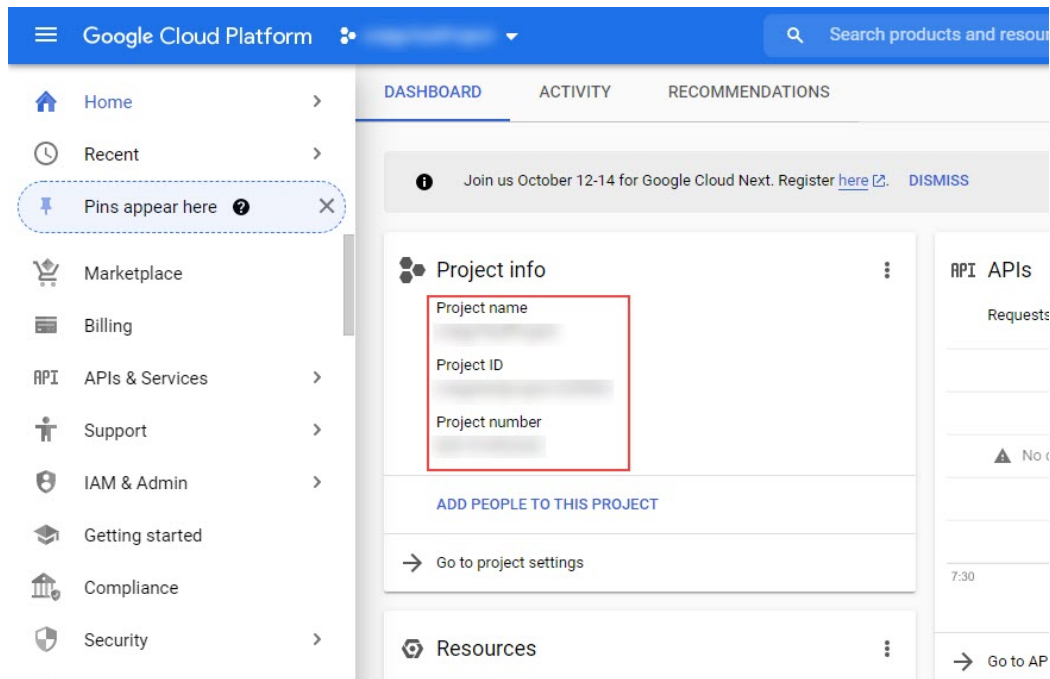 Google Cloud Platform
Search products and
DASHBOARD ACTIVITY RECOMMENDATIONS
Home
Recent
Pins appear here
Marketplace
Billing
API APIs & Services
Support
IAM & Admin
Getting started
Compliance
Security
Join us October 12-14 for Google Cloud Next. Register here. DISMISS
Project info
Project name
Project ID
Project number
ADD PEOPLE TO THIS PROJECT
Go to project settings
Resources
API APIs
Requests
No
7:30
Go to